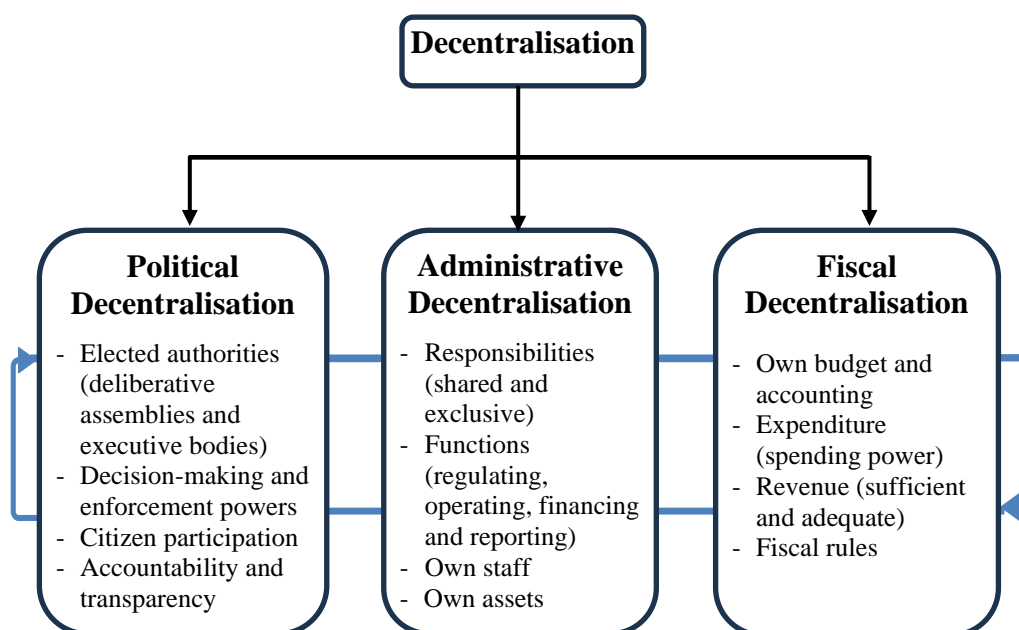 Decentralisation
Political
Decentralisation
- Elected authorities
(deliberative
assemblies and
executive bodies)
- Decision-making and
enforcement powers
- Citizen participation
- Accountability and
transparency
Administrative
Decentralisation
- Responsibilities
(shared and
exclusive)
- Functions
(regulating,
operating, financing
and reporting)
- Own staff
- Own assets
Fiscal
Decentralisation
- Own budget and
accounting
- Expenditure
(spending power)
- Revenue (sufficient
and adequate)
- Fiscal rules